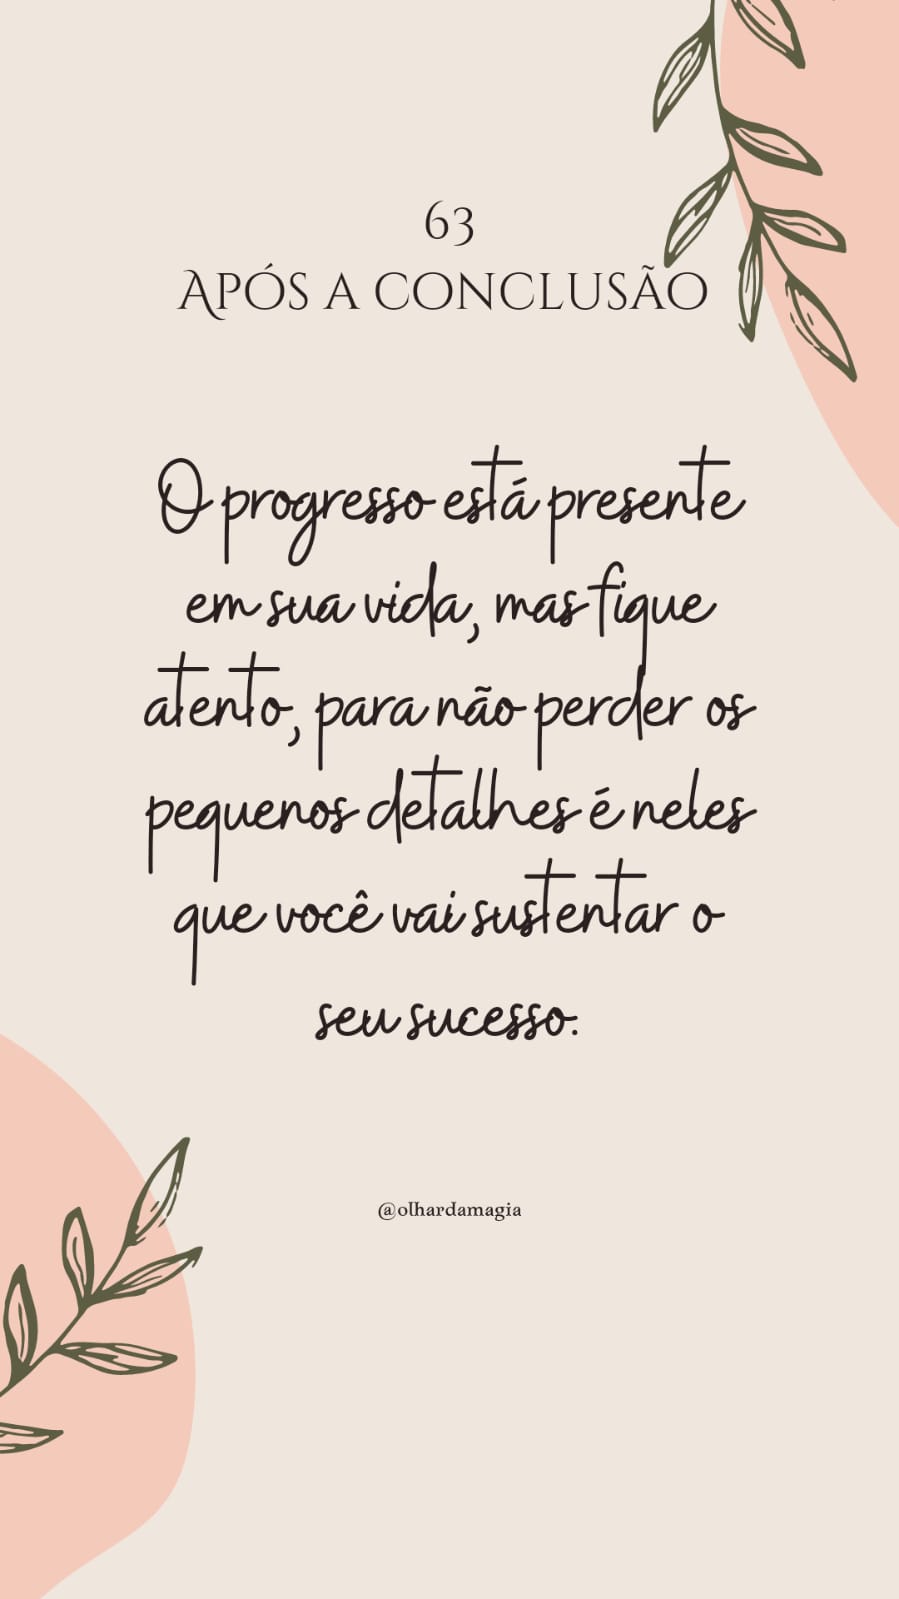 63
Após a conclusão
O progresso está presente
em sua vida, mas fique
atento, para não perder os
pequenos detalhes é neles
que você vai sustentar o
seu sucesso.
@olhardamagia